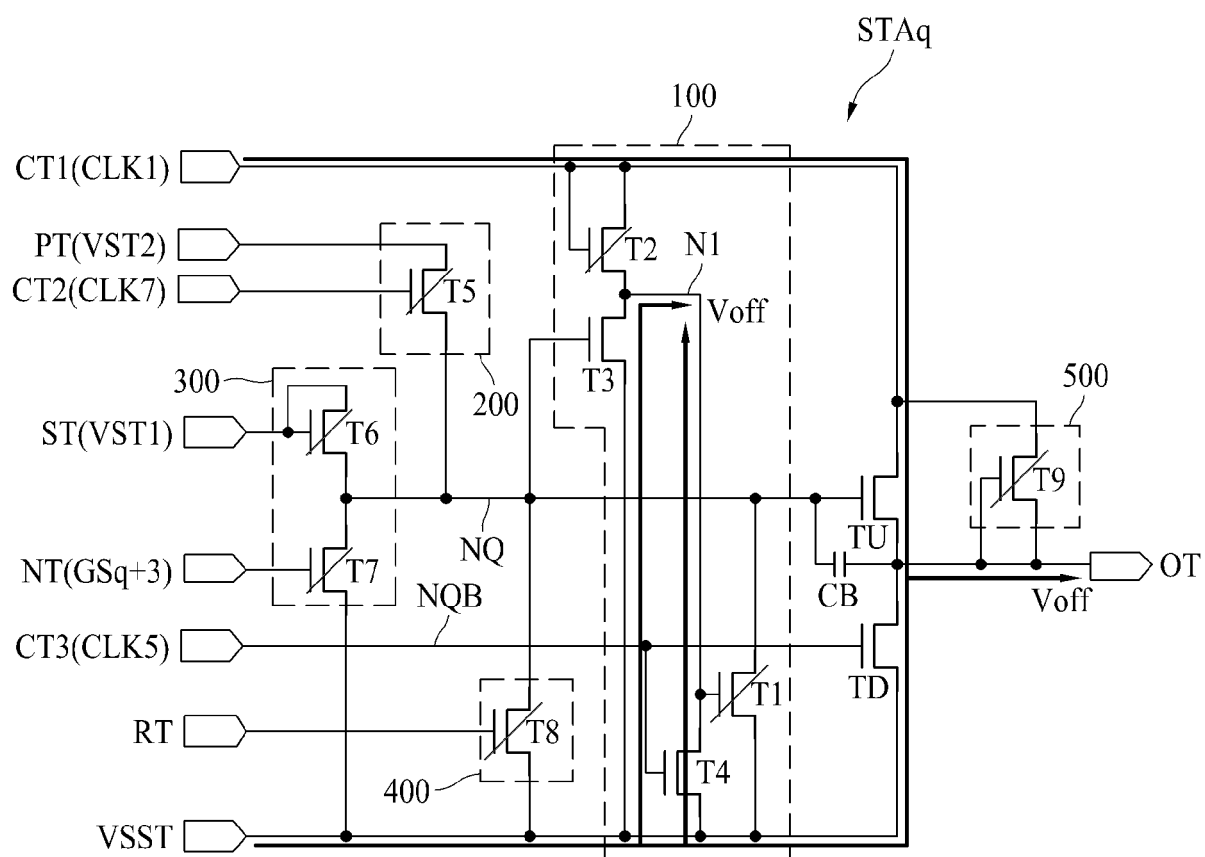 STAq
100
CT1(CLK1)
PT(VST2)
T2
N1
CT2(CLK7)
T5
Voff
T3
300
200
500
ST(VST1)
T6
T9
NQ
TU
NT(GSq+3)
T7
CB
OT
NQB
Voff
CT3(CLK5)
TD
T1
RT
T8
T4
400
VSST